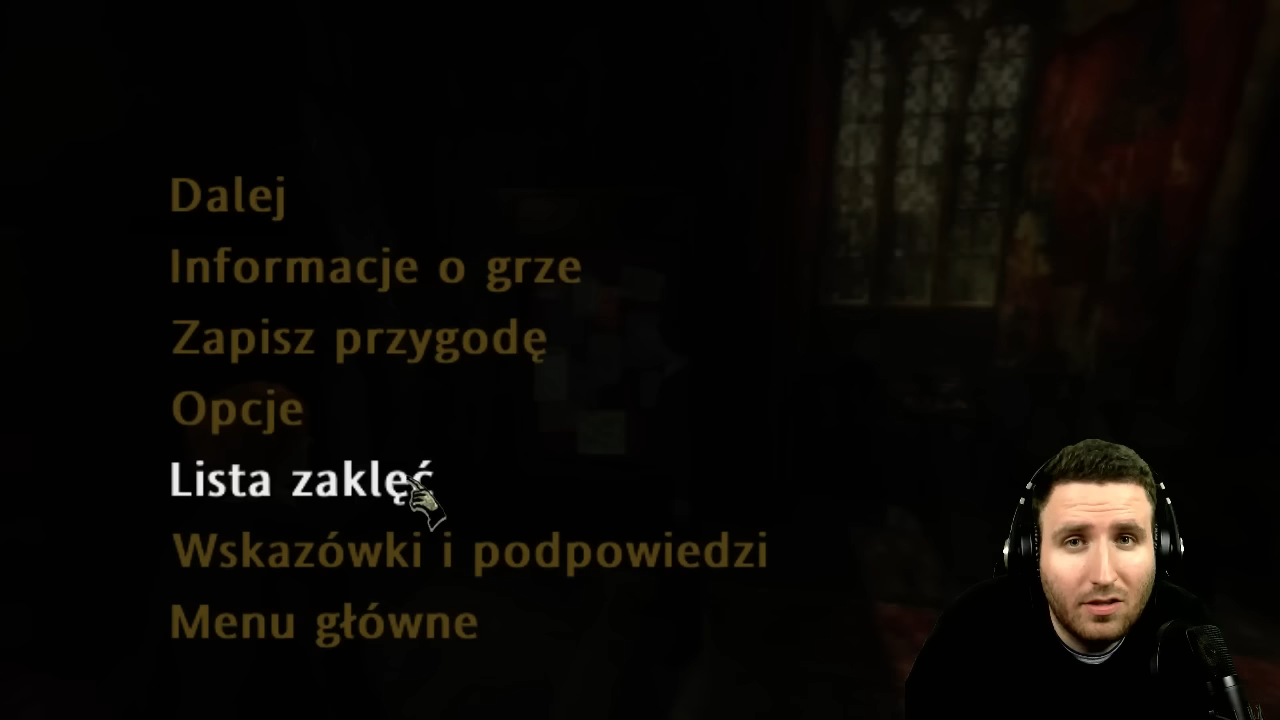 Dalej
Informacje o grze
Zapisz przygodę
Opcje
Lista zaklęć
Wskazówki i podpowiedzi
Menu główne